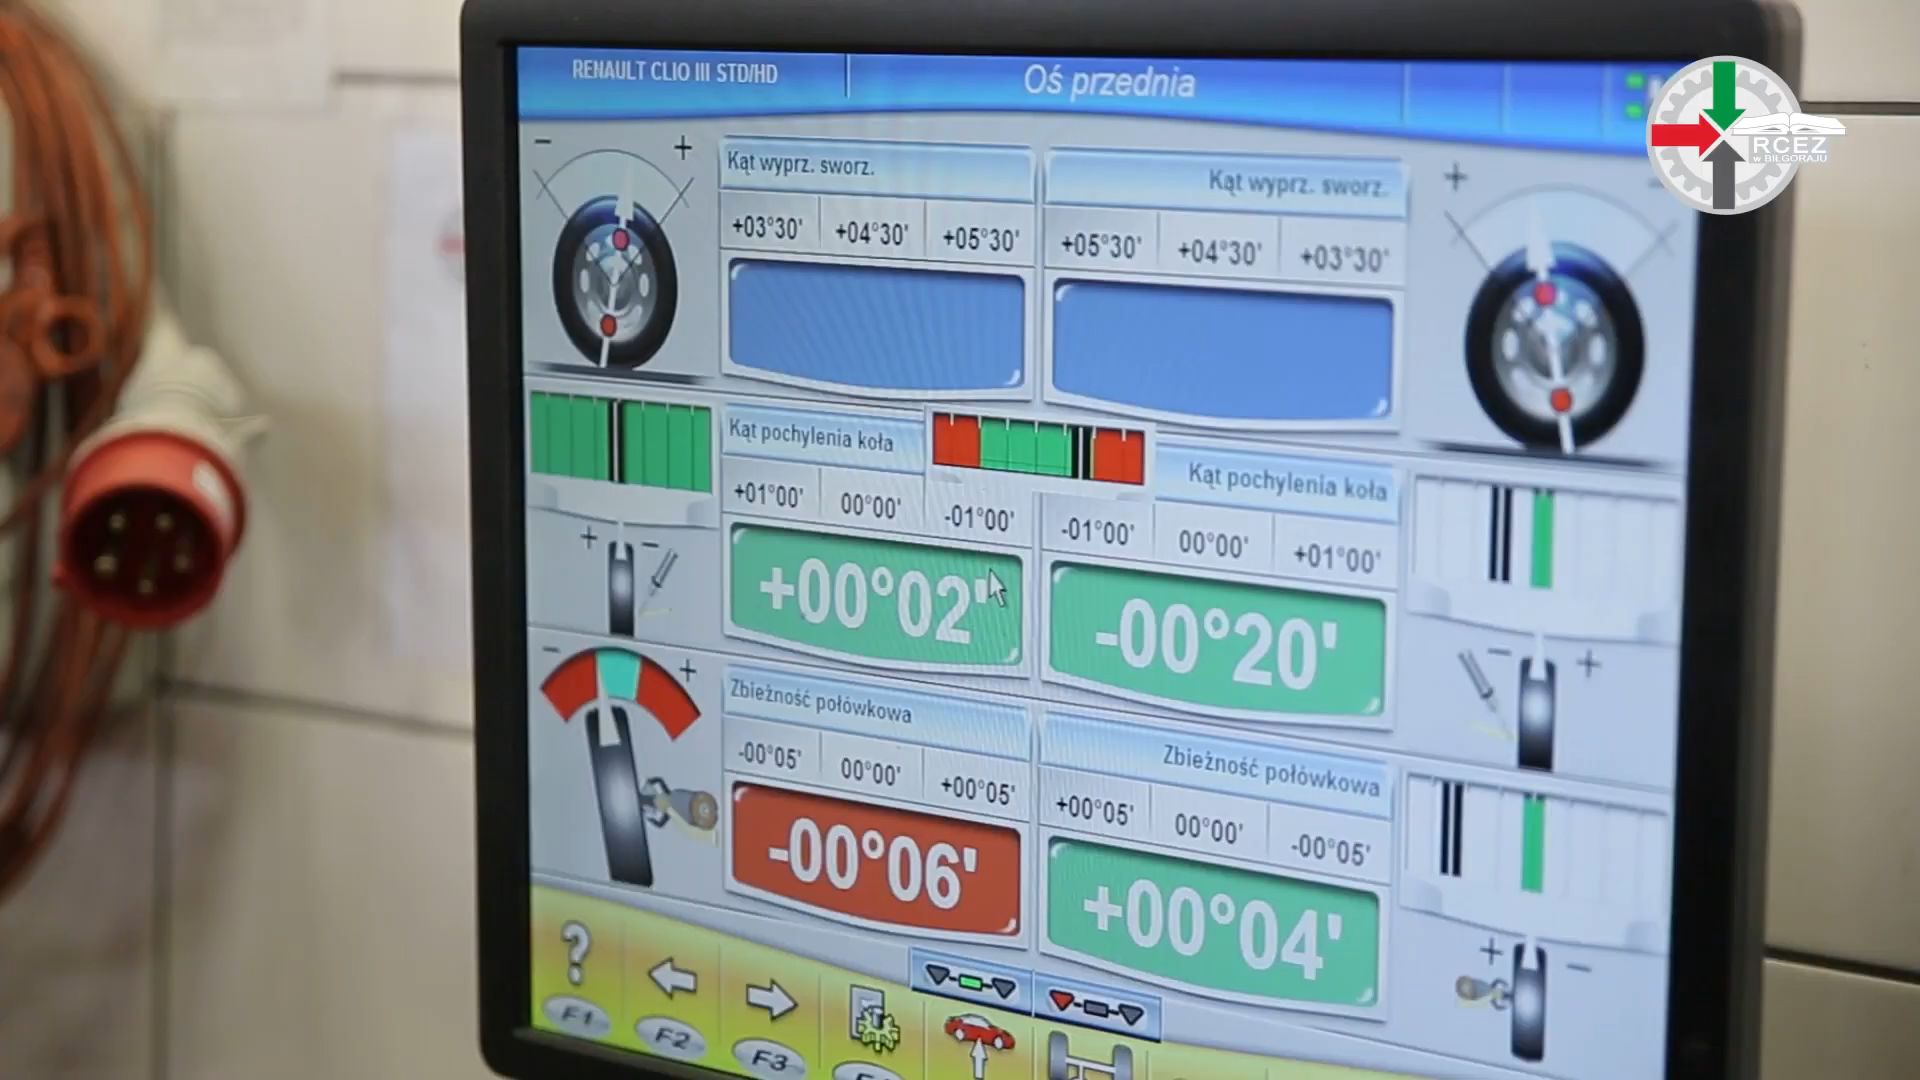 RENAULT CLIO III STD/HD
Oś przednia
RCEZ
w BIŁGORAJU
- +
Kąt wyprz. sworz.
+03°30' +04°30' +05°30'
Kąt wyprz. sworz.
+05°30' +04°30' +03°30'
+
Kąt pochylenia koła
+01°00' 00°00' -01°00'
+00°02'
+ -
Kąt pochylenia koła
-01°00' 00°00' +01°00'
-00°20'
- +
Zbieżność połówkowa
-00°05' 00°00' +00°05'
-00°06'
- +
Zbieżność połówkowa
+00°05' 00°00' -00°05'
+00°04'
+ -
?
F1 F2 F3